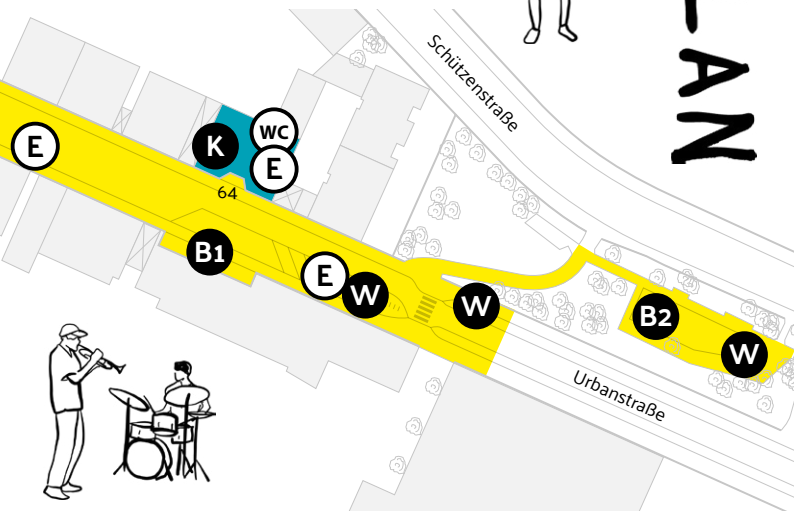 AN
Schützenstraße
WC
K
E
E
64
B1
E
W
W
B2
W
Urbanstraße